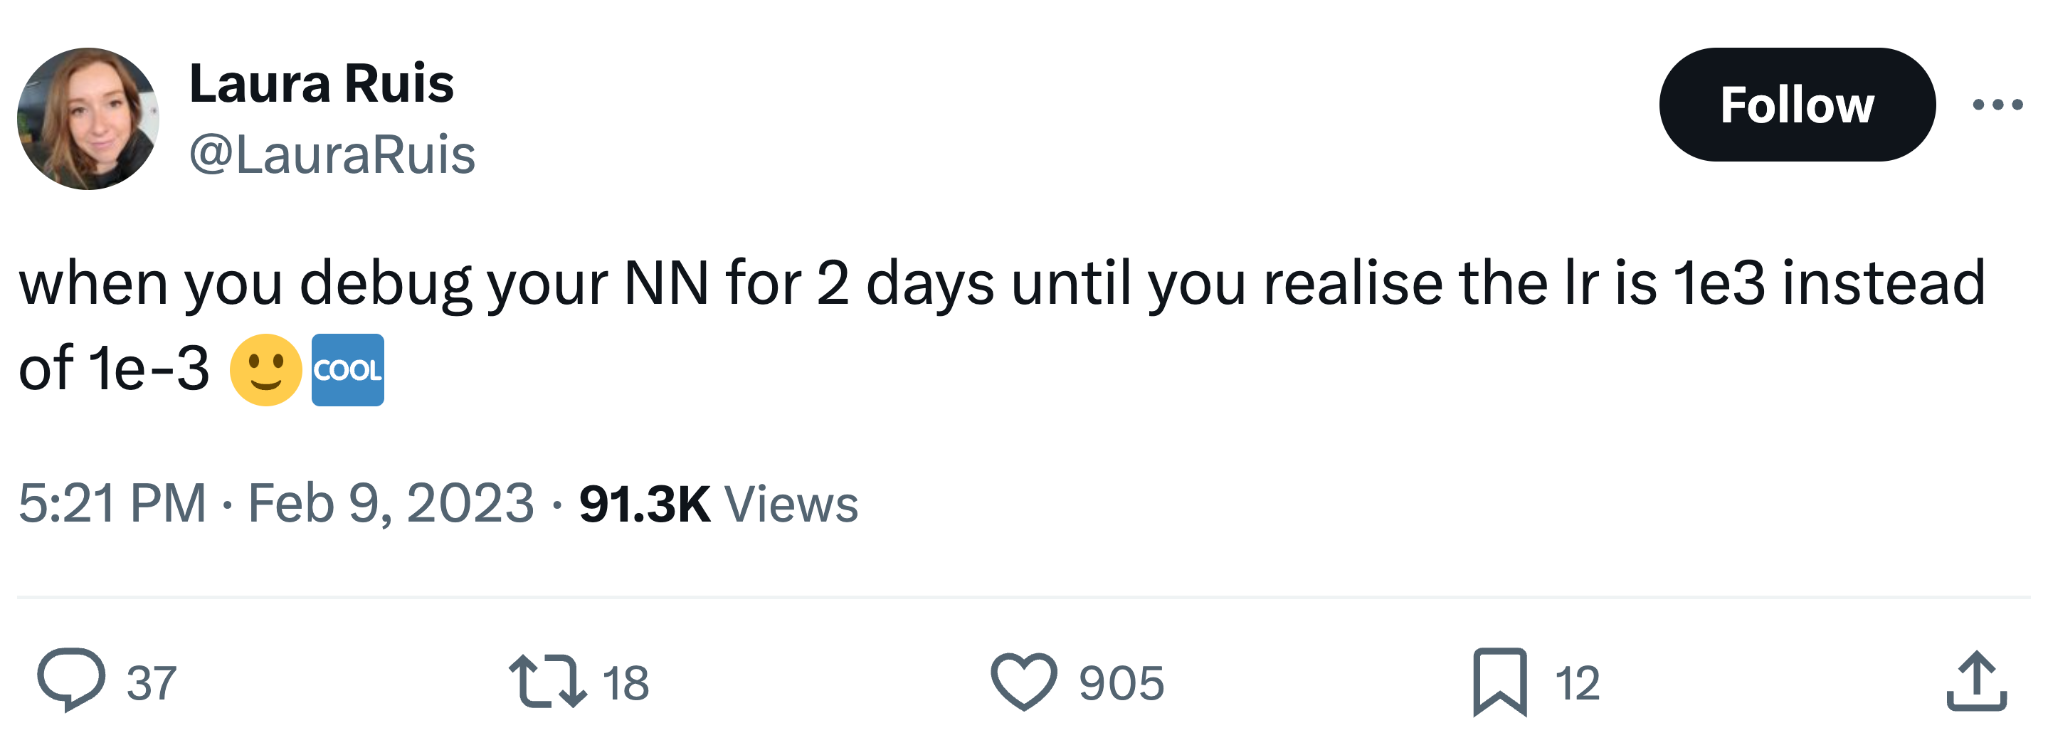 Laura Ruis
@LauraRuis
Follow
when you debug your NN for 2 days until you realise the lr is 1e3 instead
of 1e-3 🙂🆒
5:21 PM · Feb 9, 2023 · 91.3K Views
37 18 905 12